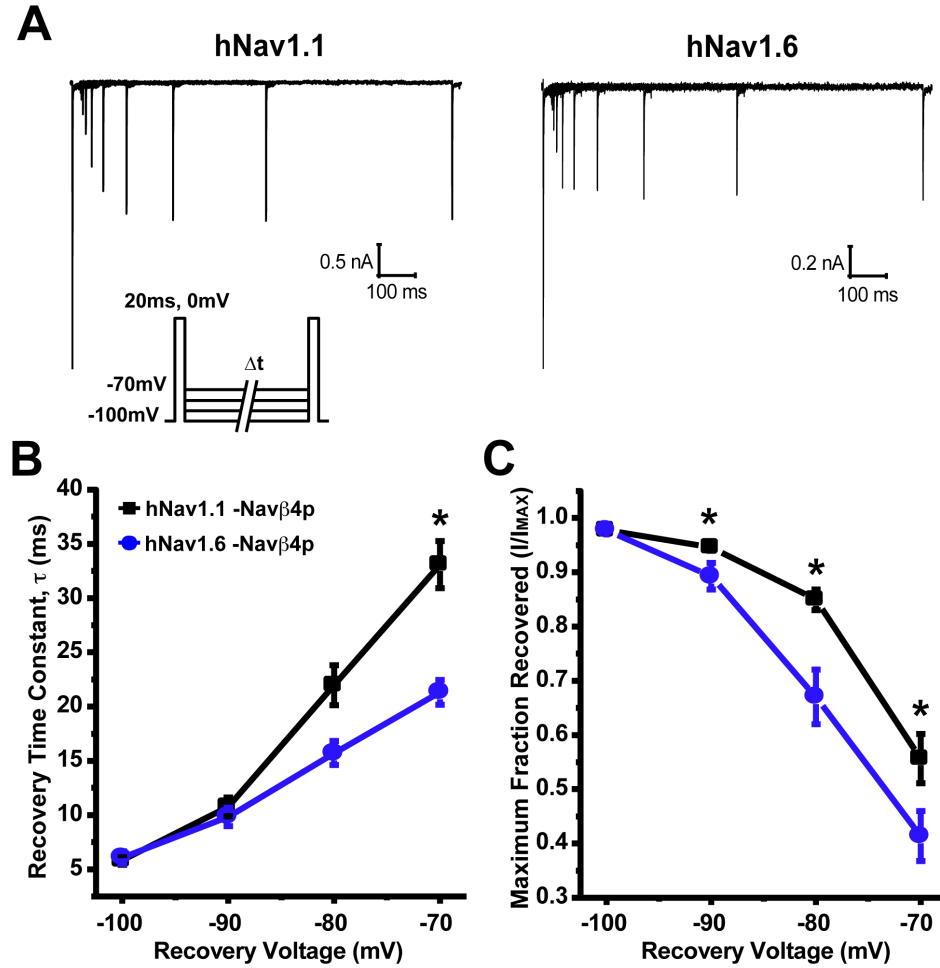 A
hNav1.1
hNav1.6
0.5 nA
100 ms
0.2 nA
100 ms
20ms, 0mV
Δt
-70mV
-100mV
B
Recovery Time Constant, τ (ms)
40
35
30
25
20
15
10
5
hNav1.1 -Navβ4p
hNav1.6 -Navβ4p
*
-100
-90
-80
-70
Recovery Voltage (mV)
C
Maximum Fraction Recovered (I/IMAX)
1.0
0.9
0.8
0.7
0.6
0.5
0.4
0.3
*
*
*
-100
-90
-80
-70
Recovery Voltage (mV)